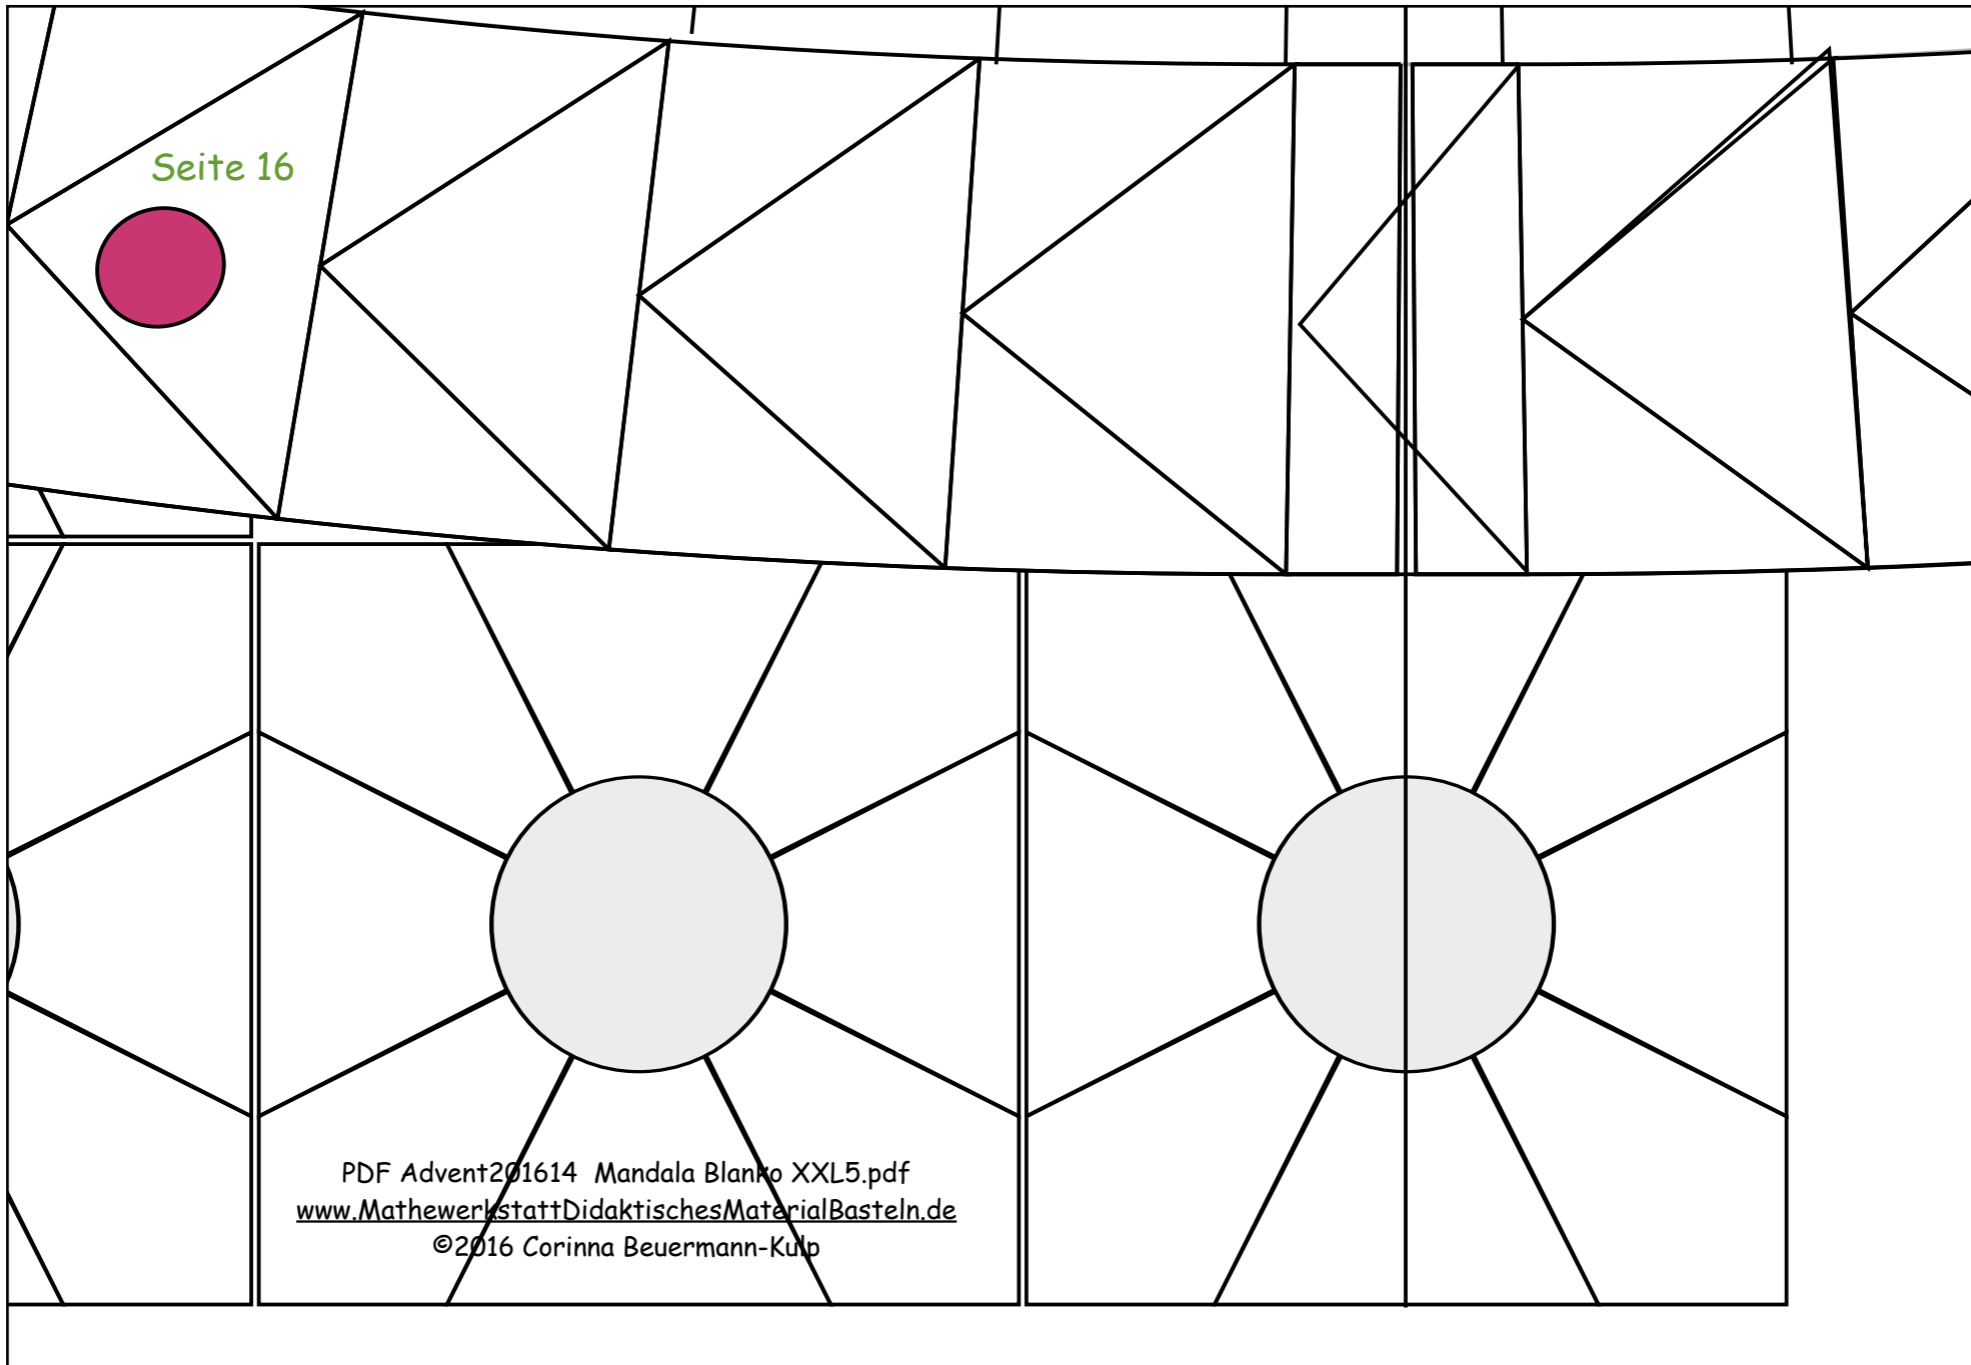 Seite 16
PDF Advent201614 Mandala Blanko XXL5.pdf
www.MathewerkstattDidaktischesMaterialBasteln.de
©2016 Corinna Beuermann-Kulp